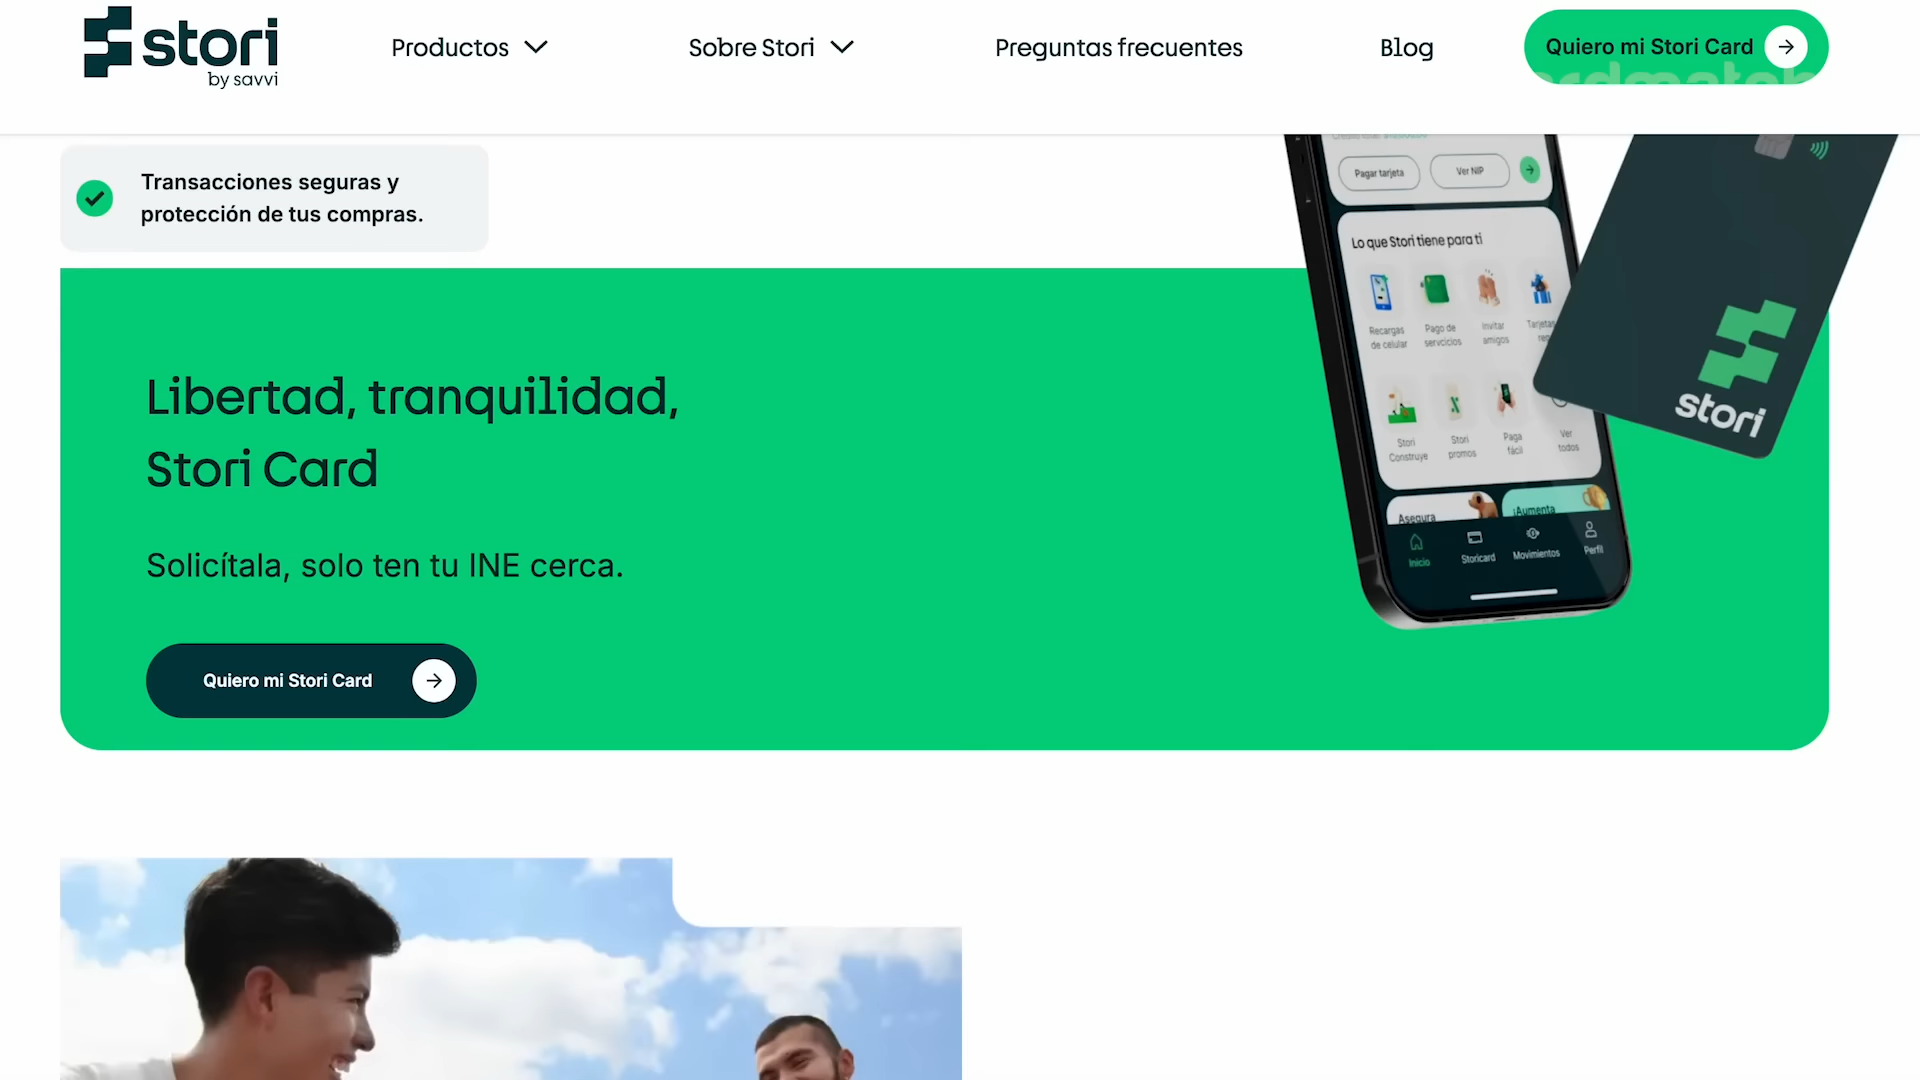 stori
by savvi
Productos
Sobre Stori
Preguntas frecuentes
Blog
Quiero mi Stori Card
Transacciones seguras y
protección de tus compras.
Libertad, tranquilidad,
Stori Card
Solicítala, solo ten tu INE cerca.
Quiero mi Stori Card
Pagar tarjeta
Ver NIP
Lo que Stori tiene para ti
Recargas
de celular
Pago de
servcicios
Invitar
amigos
Tarjetas
Stori
Construye
Stori
promos
Paga
fácil
Ver
todos
Asegura
¡Aumenta
Inicio
Storicard
Movimientos
Perfil
stori